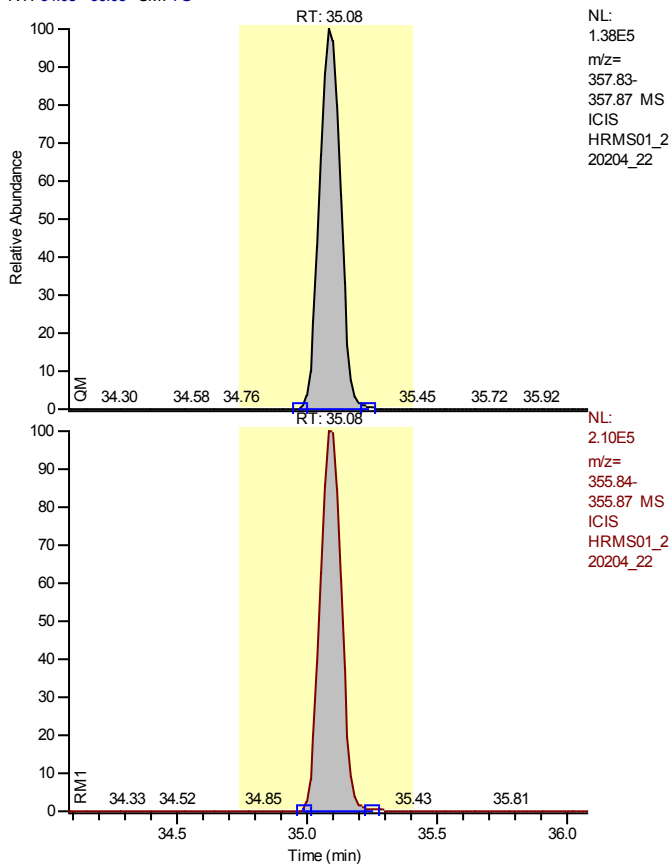 RT: 35.08
NL:
1.38E5
m/z=
357.83-
357.87 MS
ICIS
HRMS01_2
20204_22
100
90
80
70
60
50
40
30
20
10
0
Relative Abundance
QM
34.30 34.58 34.76 35.45 35.72 35.92
RT: 35.08
NL:
2.10E5
m/z=
355.84-
355.87 MS
ICIS
HRMS01_2
20204_22
100
90
80
70
60
50
40
30
20
10
0
RM1
34.33 34.52 34.85 35.43 35.81
34.5 35.0 35.5 36.0
Time (min)